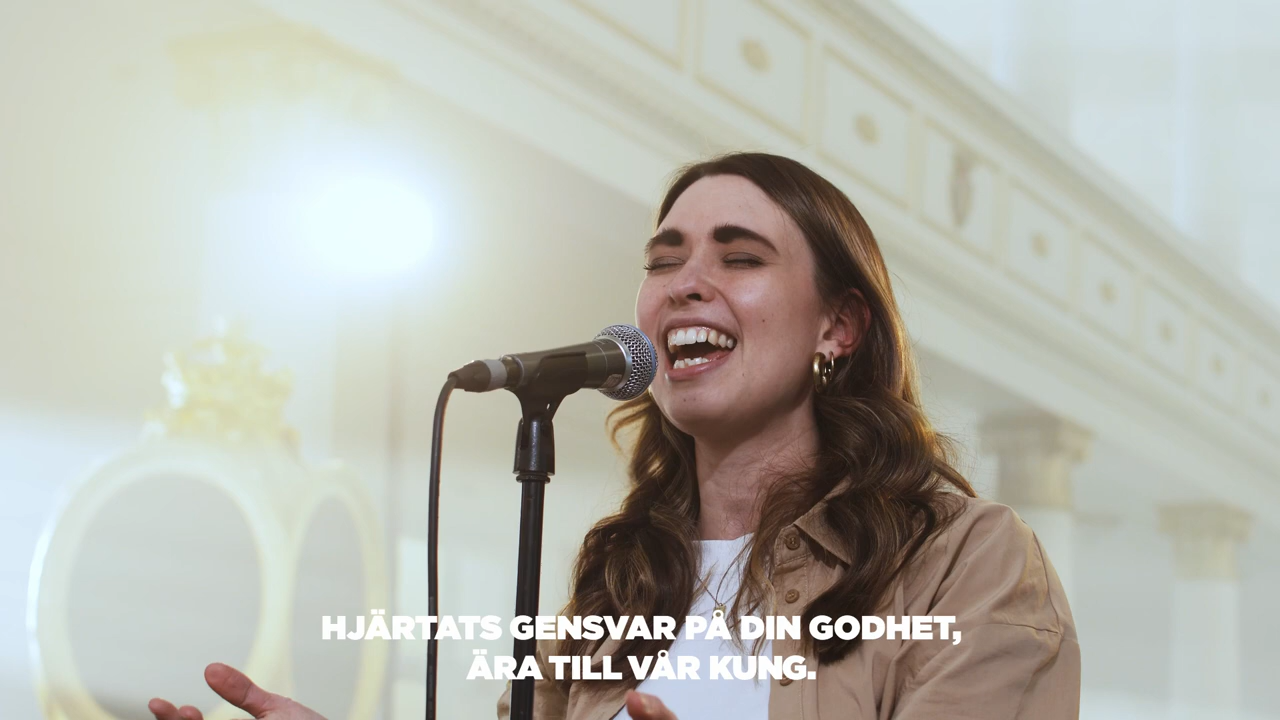 HJÄRTATS GENSVAR PÅ DIN GODHET,
ÄRA TILL VÅR KUNG.